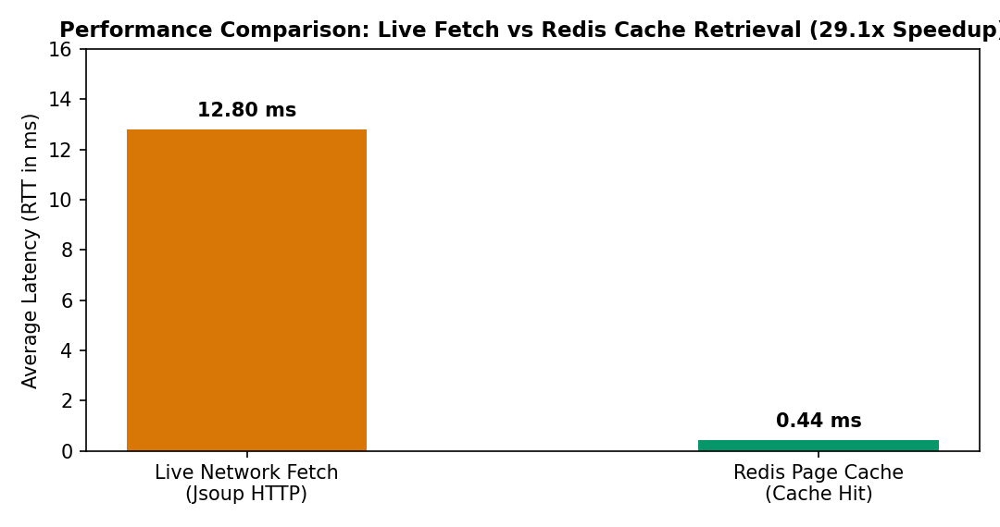 Performance Comparison: Live Fetch vs Redis Cache Retrieval (29.1x Speedup)
Average Latency (RTT in ms)
16
14
12
10
8
6
4
2
0
12.80 ms
0.44 ms
Live Network Fetch
(Jsoup HTTP)
Redis Page Cache
(Cache Hit)